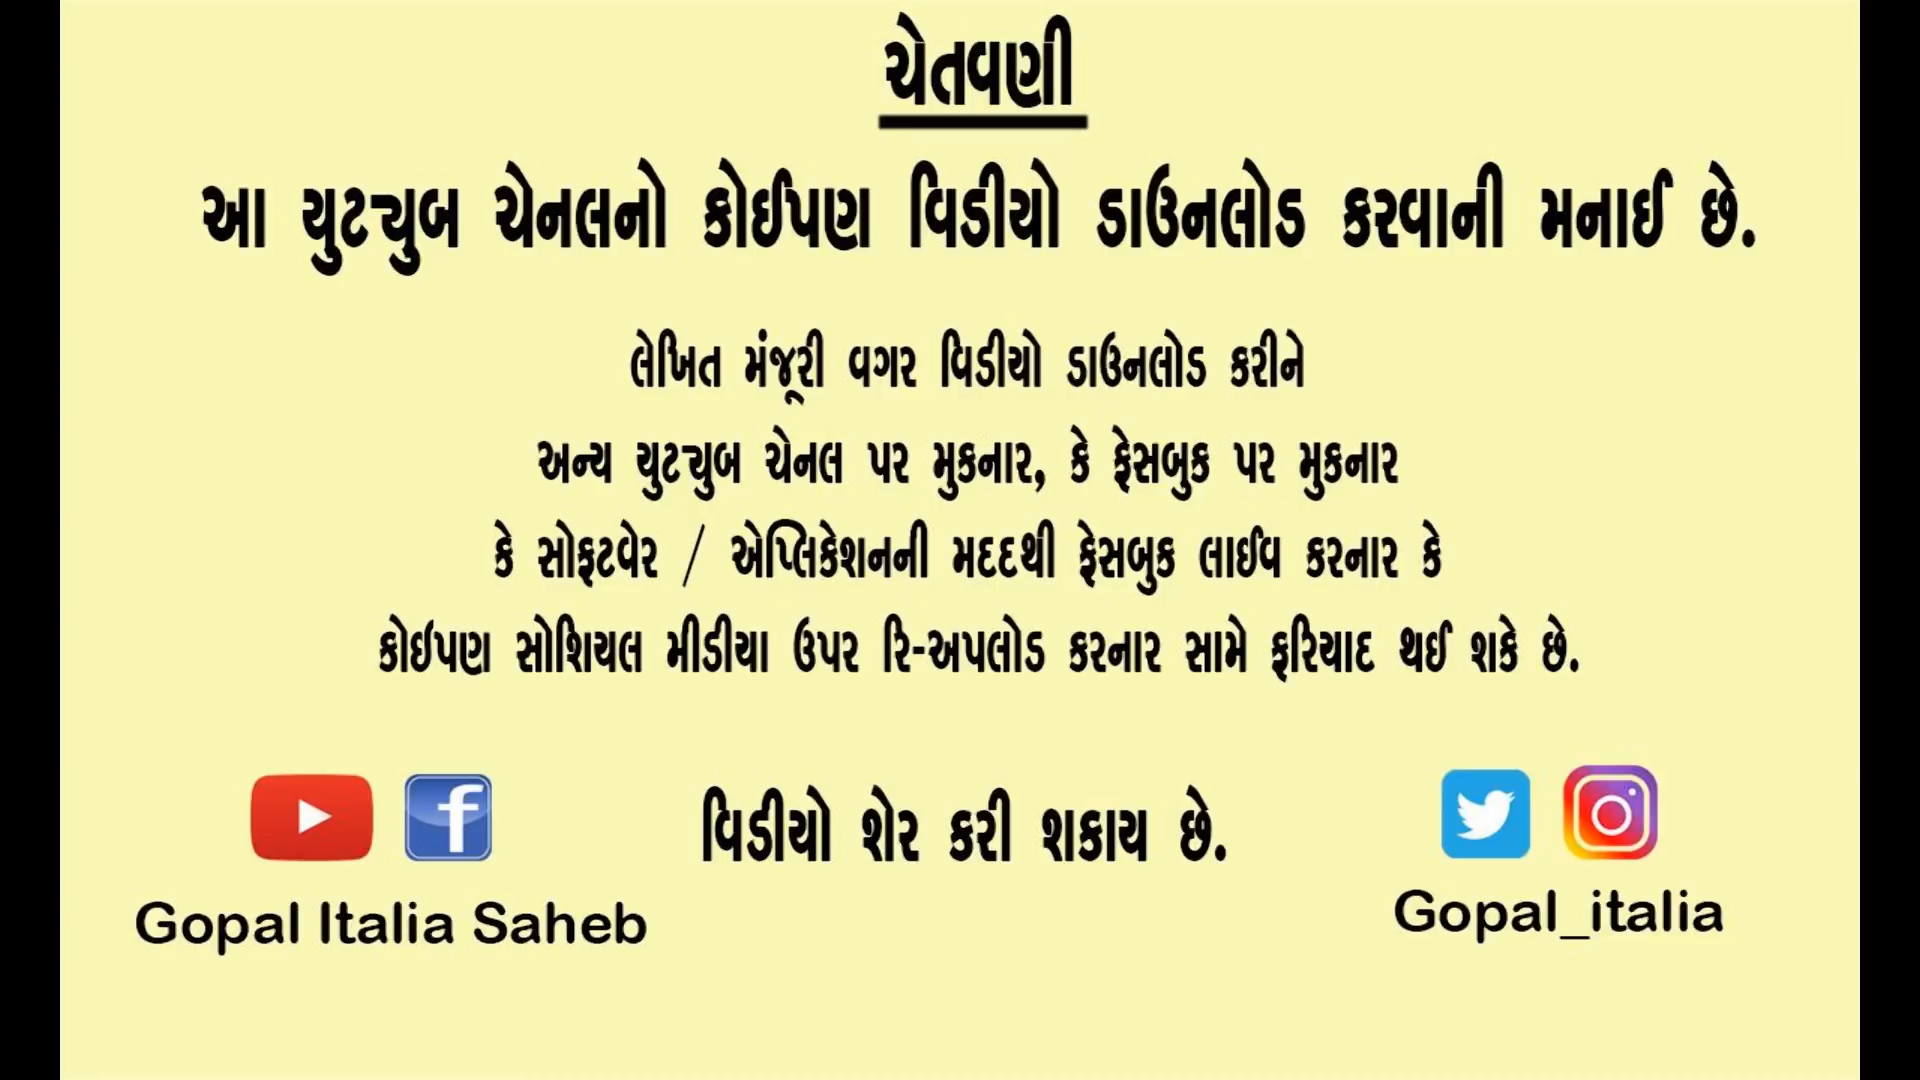 ચેતવણી
આ યુટ્યુબ ચેનલનો કોઈપણ વિડીયો ડાઉનલોડ કરવાની મનાઈ છે.
લેખિત મંજૂરી વગર વિડીયો ડાઉનલોડ કરીને
અન્ય યુટ્યુબ ચેનલ પર મુકનાર, કે ફેસબુક પર મુકનાર
કે સોફટવેર / એપ્લિકેશનની મદદથી ફેસબુક લાઈવ કરનાર કે
કોઈપણ સોશિયલ મીડીયા ઉપર રિ-અપલોડ કરનાર સામે ફરિયાદ થઈ શકે છે.
વિડીયો શેર કરી શકાય છે.
Gopal Italia Saheb
Gopal_italia